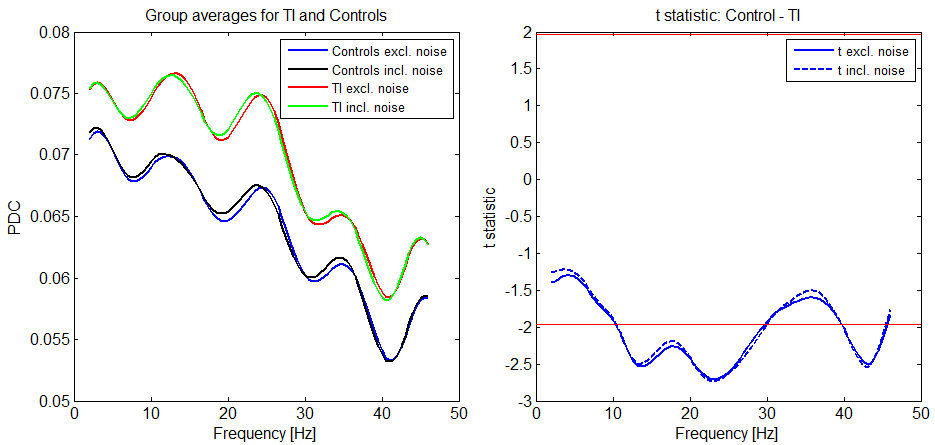 Group averages for TI and Controls
0.08
0.075
0.07
0.065
0.06
0.055
0.05
PDC
Controls excl. noise
Controls incl. noise
TI excl. noise
TI incl. noise
0 10 20 30 40 50
Frequency [Hz]
t statistic: Control - TI
2
1.5
1
0.5
0
-0.5
-1
-1.5
-2
-2.5
-3
t statistic
t excl. noise
t incl. noise
0 10 20 30 40 50
Frequency [Hz]